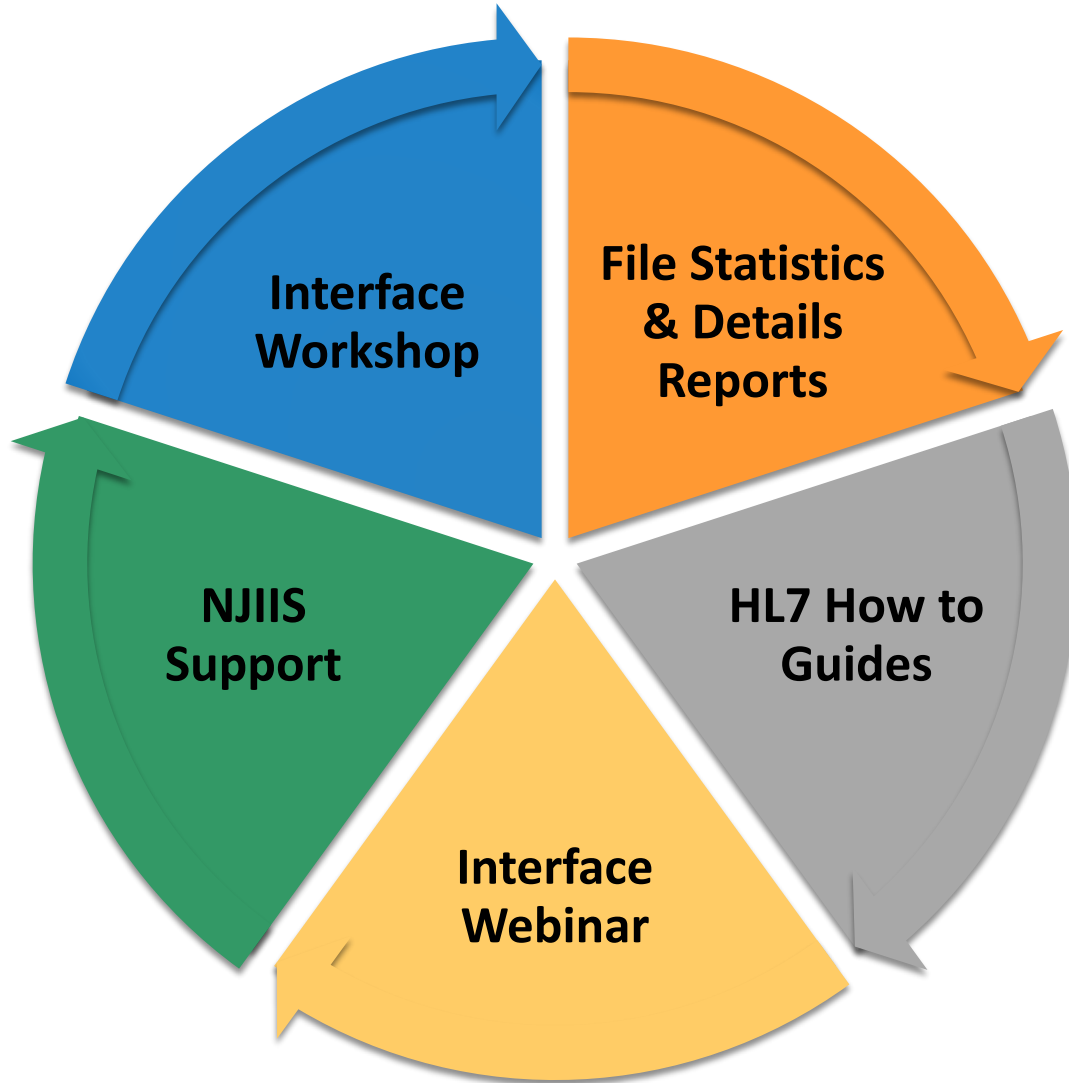 File Statistics
& Details
Reports
HL7 How to
Guides
Interface
Webinar
NJIIS
Support
Interface
Workshop